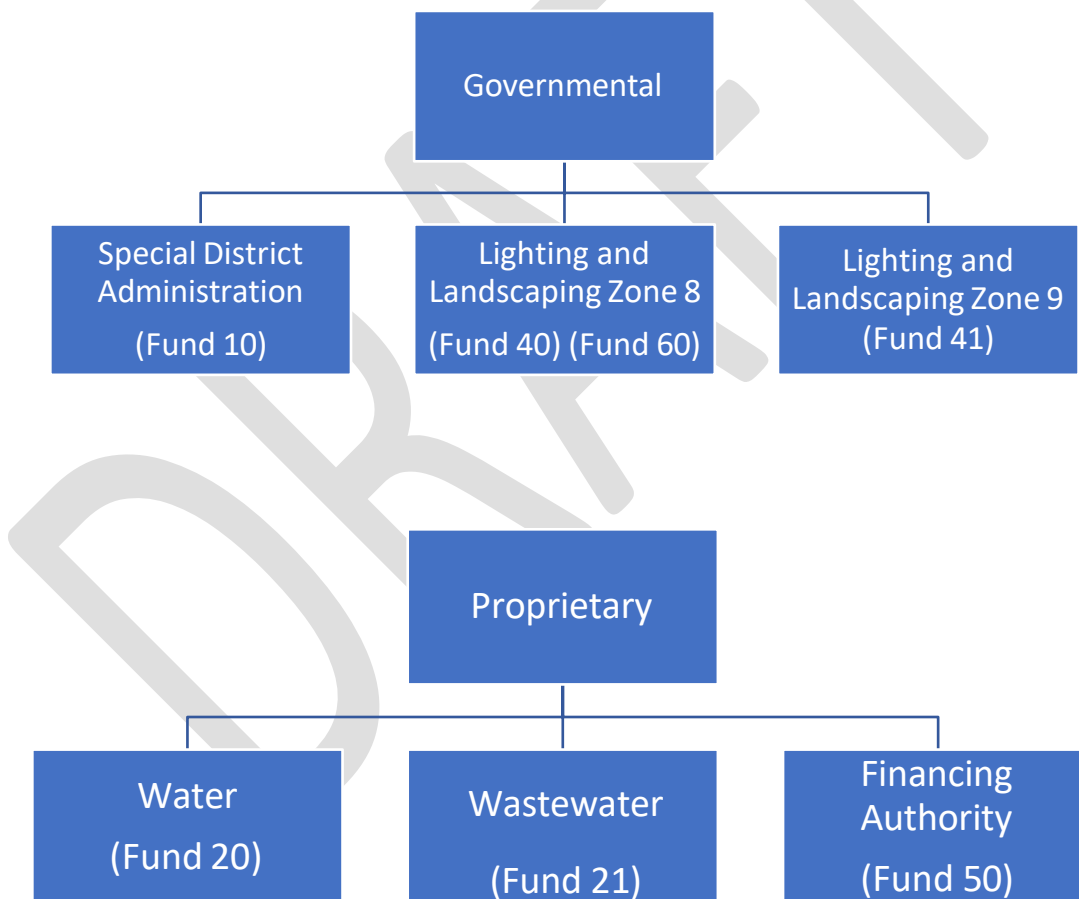 Governmental
Special District
Administration
(Fund 10)
Lighting and
Landscaping Zone 8
(Fund 40) (Fund 60)
Lighting and
Landscaping Zone 9
(Fund 41)
Proprietary
Water
(Fund 20)
Wastewater
(Fund 21)
Financing
Authority
(Fund 50)
DRAFT